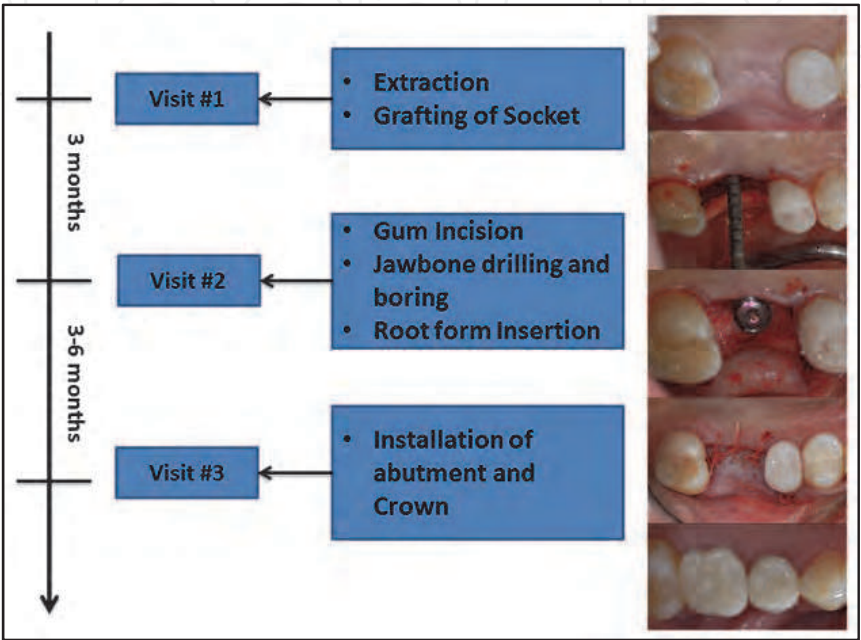 Visit #1
• Extraction
• Grafting of Socket
3 months
Visit #2
• Gum Incision
• Jawbone drilling and
boring
• Root form Insertion
3-6 months
Visit #3
• Installation of
abutment and
Crown